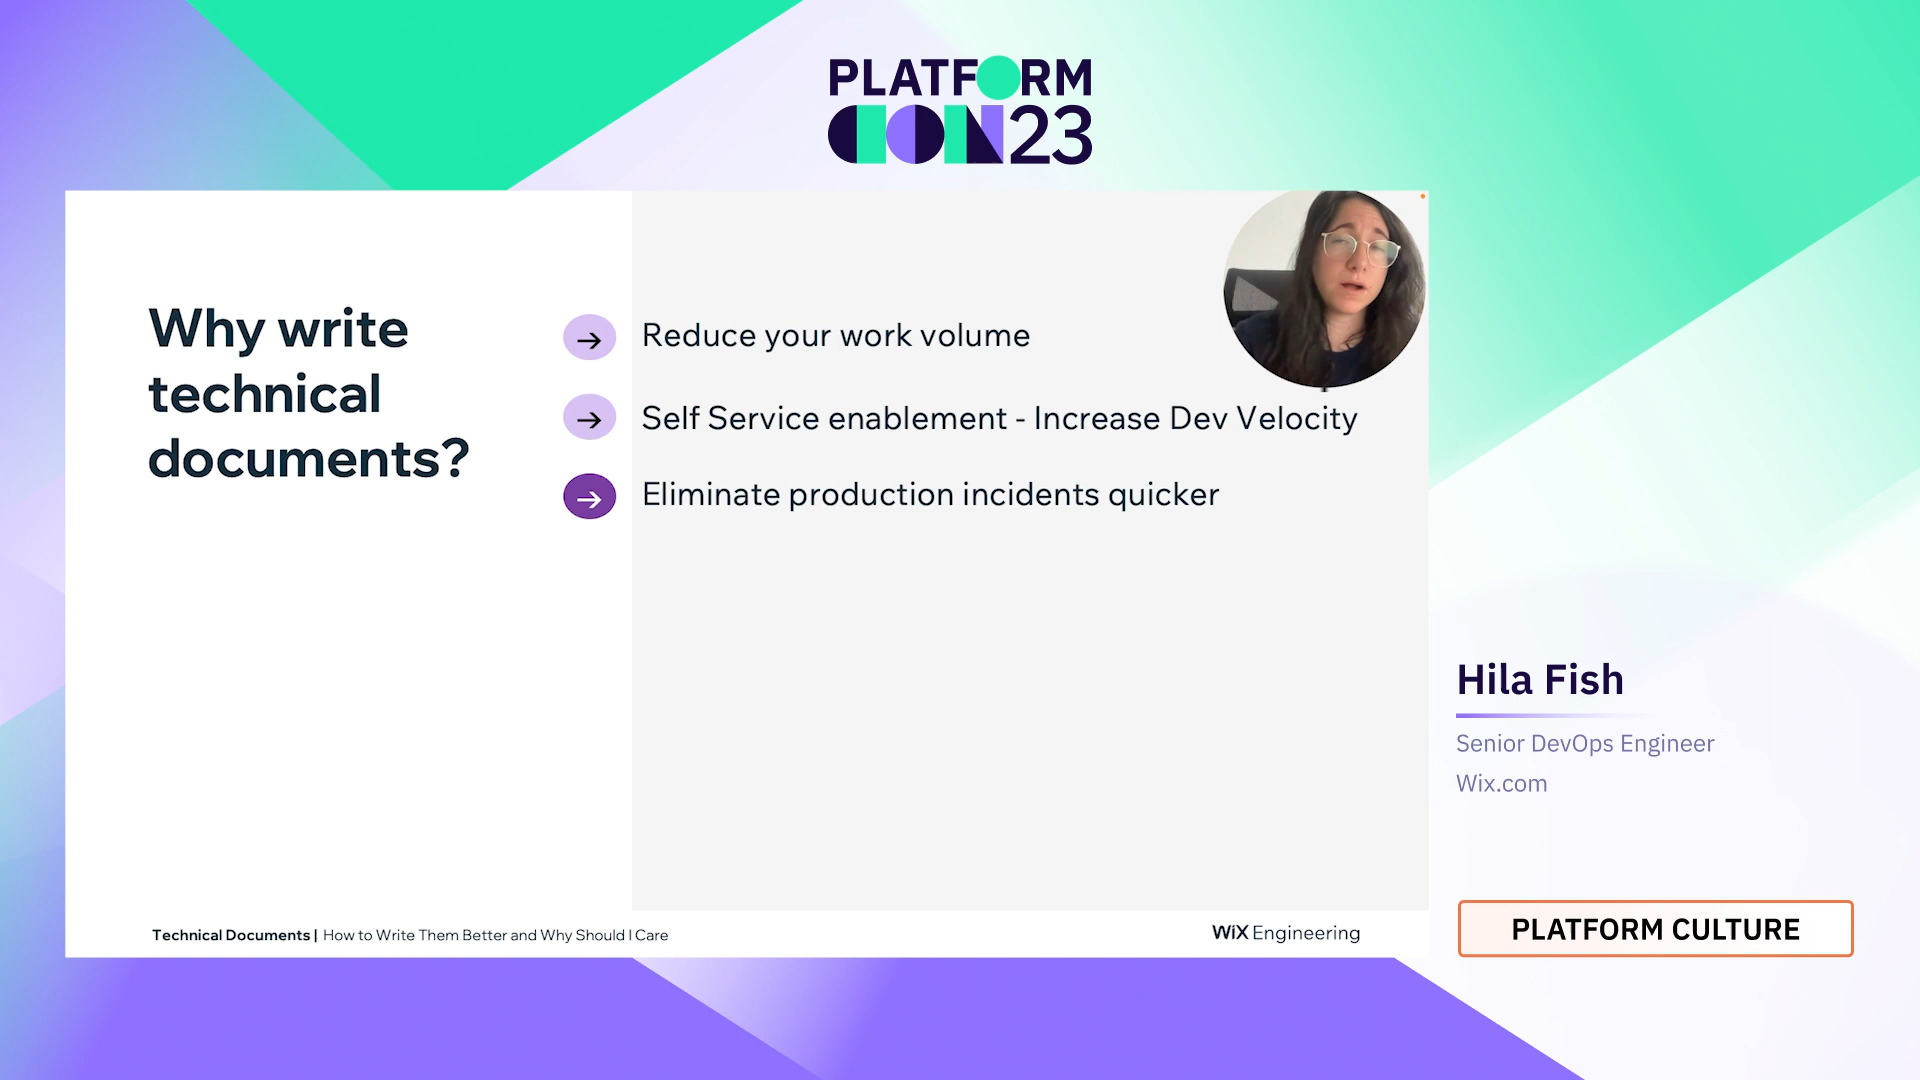 PLATFORM
CON23
Why write
technical
documents?
Reduce your work volume
Self Service enablement - Increase Dev Velocity
Eliminate production incidents quicker
Technical Documents | How to Write Them Better and Why Should I Care
WiX Engineering
Hila Fish
Senior DevOps Engineer
Wix.com
PLATFORM CULTURE